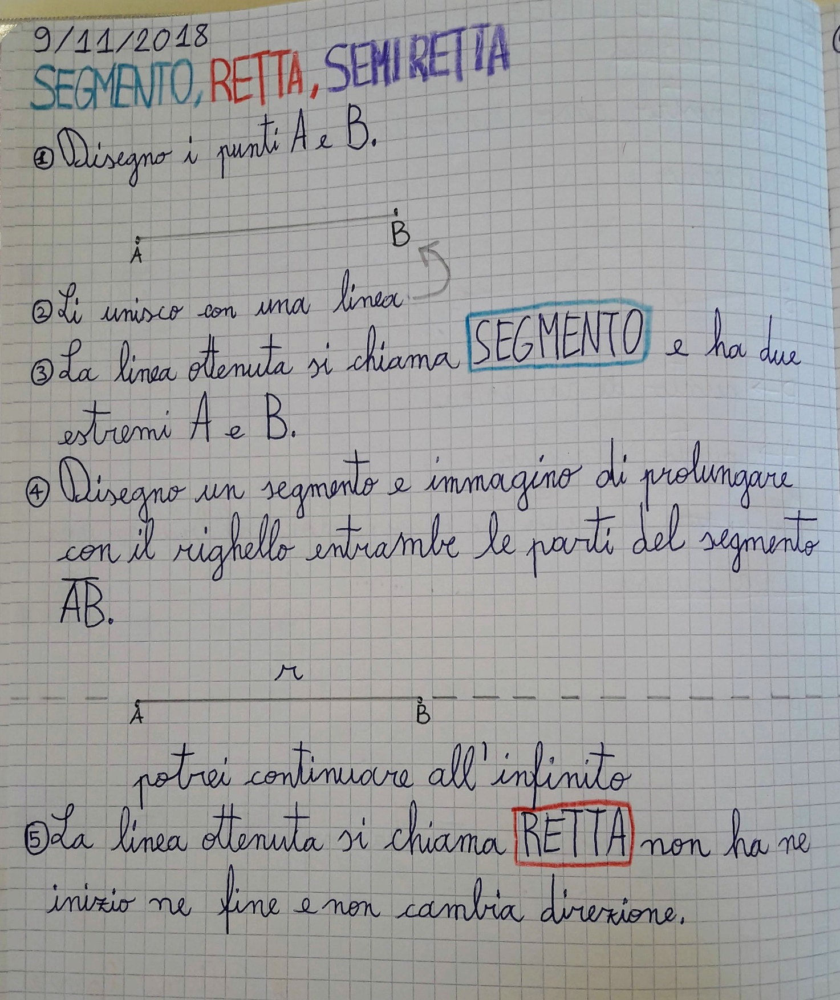 9/11/2018
SEGMENTO, RETTA, SEMIRETTA
① Disegno i punti A e B.
A B
② Li unisco con una linea
③ La linea ottenuta si chiama SEGMENTO e ha due
estremi A e B.
④ Disegno un segmento e immagino di prolungare
con il righello entrambe le parti del segmento
A̅B̅.
r
A B
potrei continuare all'infinito
⑤ La linea ottenuta si chiama RETTA non ha ne
inizio ne fine e non cambia direzione.